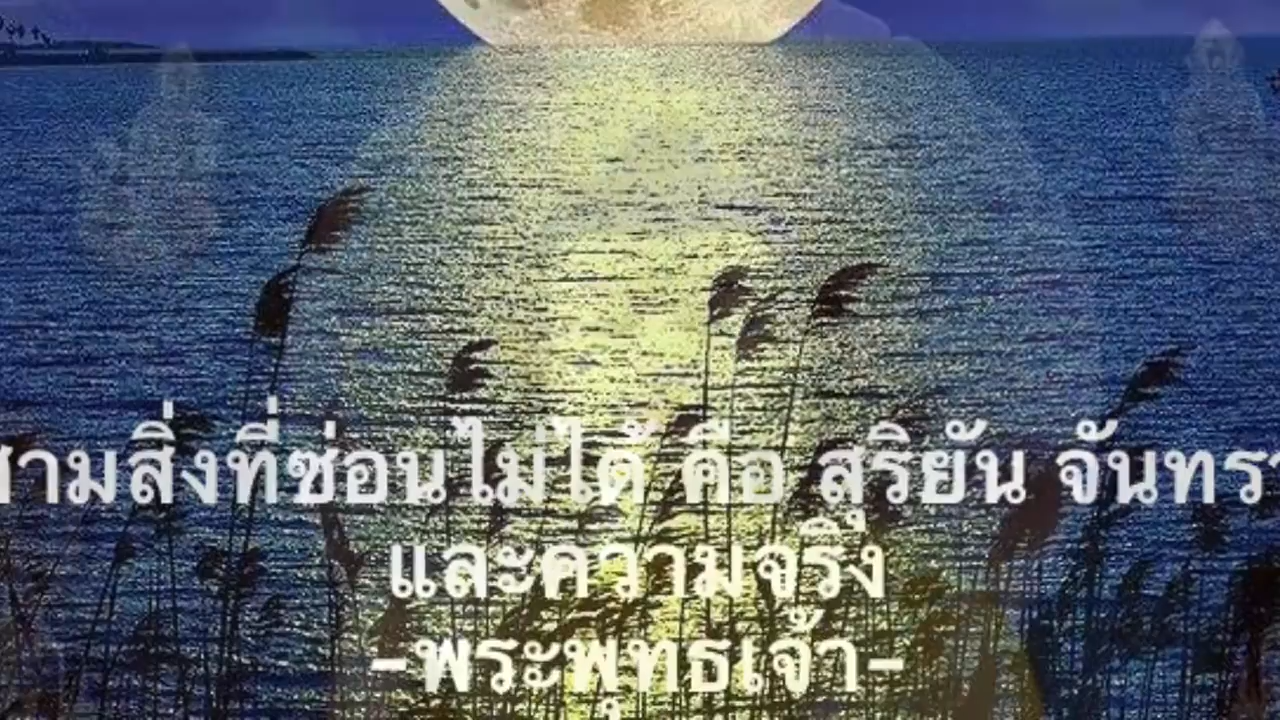 สามสิ่งที่ซ่อนไม่ได้ คือ สุริยัน จันทรา
และความจริง
-พระพุทธเจ้า-